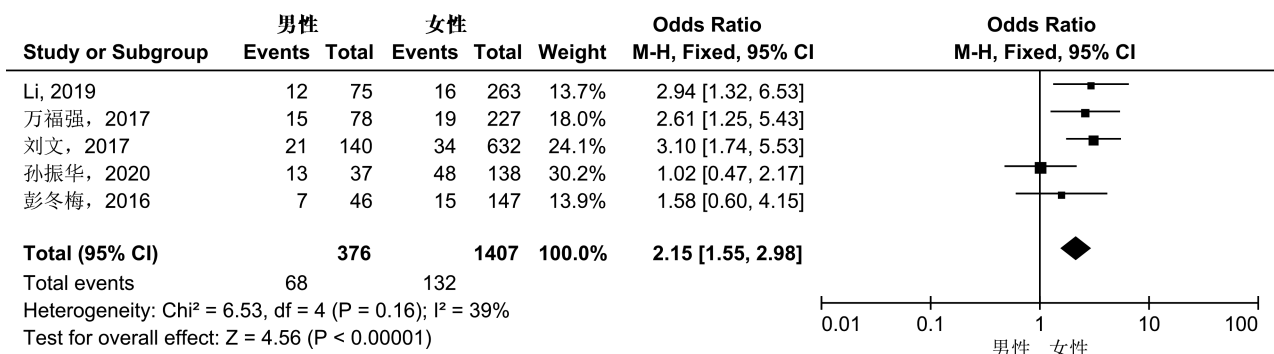 男性 女性 Odds Ratio Odds Ratio
Study or Subgroup Events Total Events Total Weight M-H, Fixed, 95% CI M-H, Fixed, 95% CI
Li, 2019 12 75 16 263 13.7% 2.94 [1.32, 6.53]
万福强，2017 15 78 19 227 18.0% 2.61 [1.25, 5.43]
刘文，2017 21 140 34 632 24.1% 3.10 [1.74, 5.53]
孙振华，2020 13 37 48 138 30.2% 1.02 [0.47, 2.17]
彭冬梅，2016 7 46 15 147 13.9% 1.58 [0.60, 4.15]
Total (95% CI) 376 1407 100.0% 2.15 [1.55, 2.98]
Total events 68 132
Heterogeneity: Chi² = 6.53, df = 4 (P = 0.16); I² = 39%
Test for overall effect: Z = 4.56 (P < 0.00001)
0.01 0.1 1 10 100
男性 女性